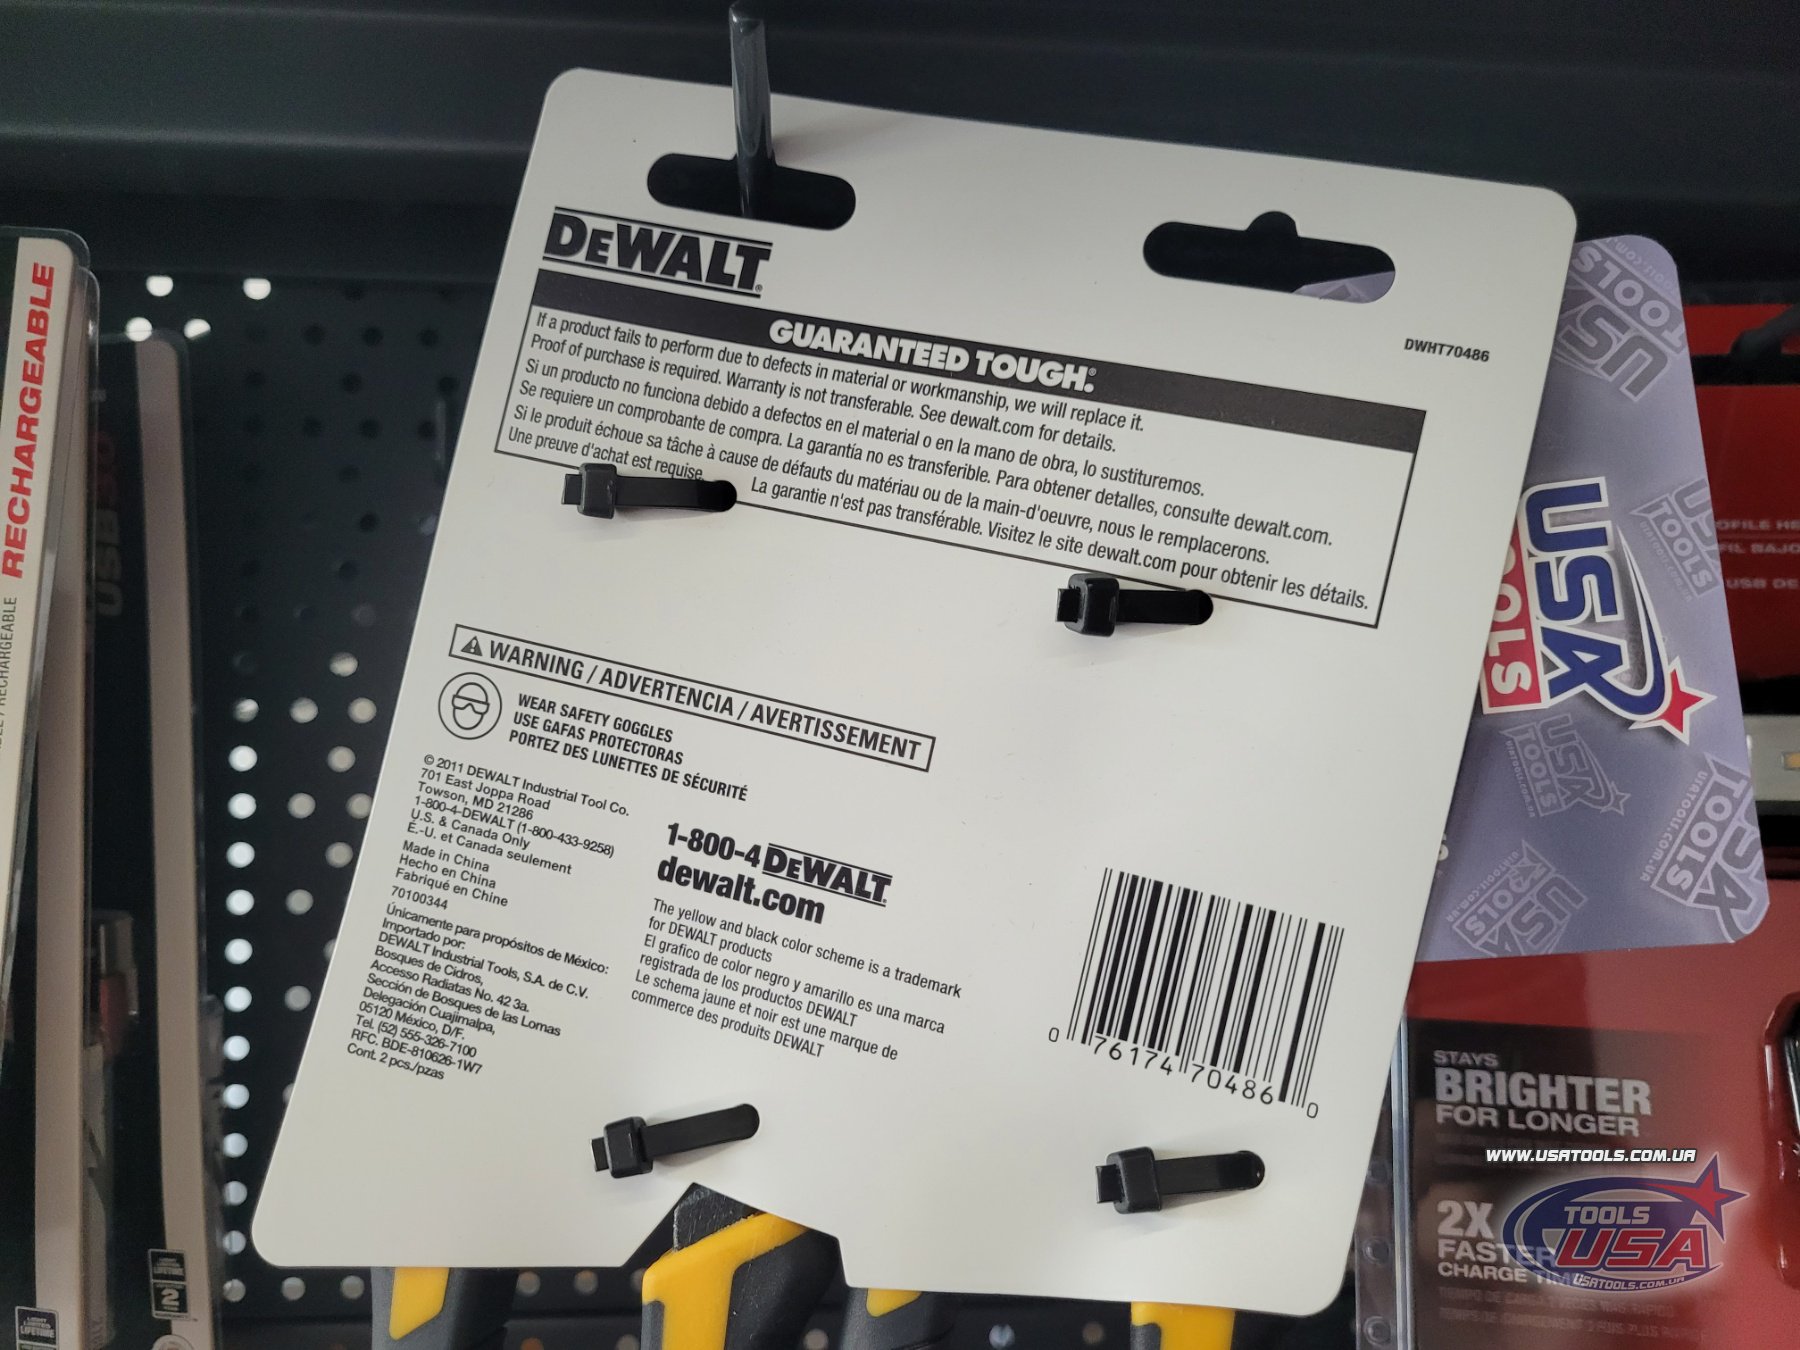 DEWALT®
GUARANTEED TOUGH.®
DWHT70486
If a product fails to perform due to defects in material or workmanship, we will replace it.
Proof of purchase is required. Warranty is not transferable. See dewalt.com for details.
Si un producto no funciona debido a defectos en el material o en la mano de obra, lo sustituremos.
Se requiere un comprobante de compra. La garantía no es transferible. Para obtener detalles, consulte dewalt.com.
Si le produit échoue sa tâche à cause de défauts du matériau ou de la main-d'oeuvre, nous le remplacerons.
Une preuve d'achat est requise. La garantie n'est pas transférable. Visitez le site dewalt.com pour obtenir les détails.
WARNING / ADVERTENCIA / AVERTISSEMENT
WEAR SAFETY GOGGLES
USE GAFAS PROTECTORAS
PORTEZ DES LUNETTES DE SÉCURITÉ
© 2011 DEWALT Industrial Tool Co.
701 East Joppa Road
Towson, MD 21286
1-800-4-DEWALT (1-800-433-9258)
U.S. & Canada Only
É.-U. et Canada seulement
Made in China
Hecho en China
Fabriqué en Chine
70100344
Únicamente para propósitos de México:
Importado por:
DEWALT Industrial Tools, S.A. de C.V.
Bosques de Cidros,
Accesso Radiatas No. 42 3a.
Sección de Bosques de las Lomas
Delegación Cuajimalpa,
05120 México, D/F.
Tel. (52) 555-326-7100
RFC. BDE-810626-1W7
Cont. 2 pcs./pzas
1-800-4 DEWALT®
dewalt.com
The yellow and black color scheme is a trademark
for DEWALT products
El grafico de color negro y amarillo es una marca
registrada de los productos DEWALT
Le schema jaune et noir est une marque de
commerce des produits DEWALT
0 76174 70486 0
RECHARGEABLE
RECHARGEABLE
2
USA
TOOLS
STAYS
BRIGHTER
FOR LONGER
2X
FASTER
CHARGE
WWW.USATOOLS.COM.UA
TOOLS
USA
USATOOLS.COM.UA